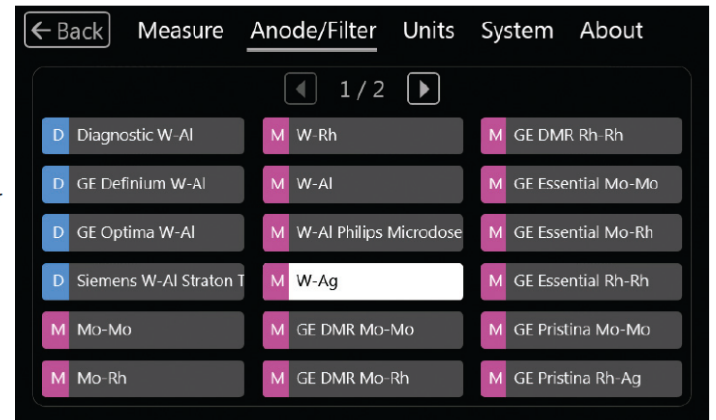 ← Back Measure Anode/Filter Units System About
1 / 2
D Diagnostic W-Al
D GE Definium W-Al
D GE Optima W-Al
D Siemens W-Al Straton T
M Mo-Mo
M Mo-Rh
M W-Rh
M W-Al
M W-Al Philips Microdose
M W-Ag
M GE DMR Mo-Mo
M GE DMR Mo-Rh
M GE DMR Rh-Rh
M GE Essential Mo-Mo
M GE Essential Mo-Rh
M GE Essential Rh-Rh
M GE Pristina Mo-Mo
M GE Pristina Rh-Ag